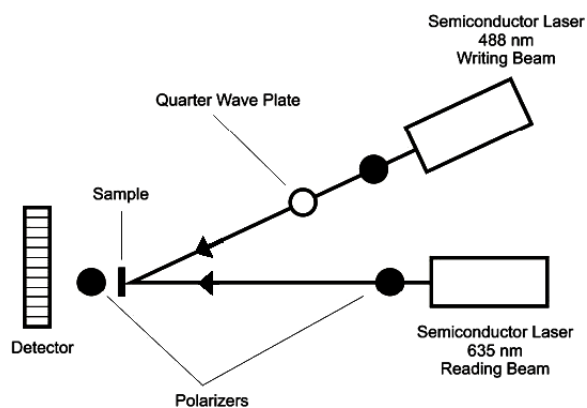 Semiconductor Laser
488 nm
Writing Beam
Quarter Wave Plate
Sample
Detector
Polarizers
Semiconductor Laser
635 nm
Reading Beam